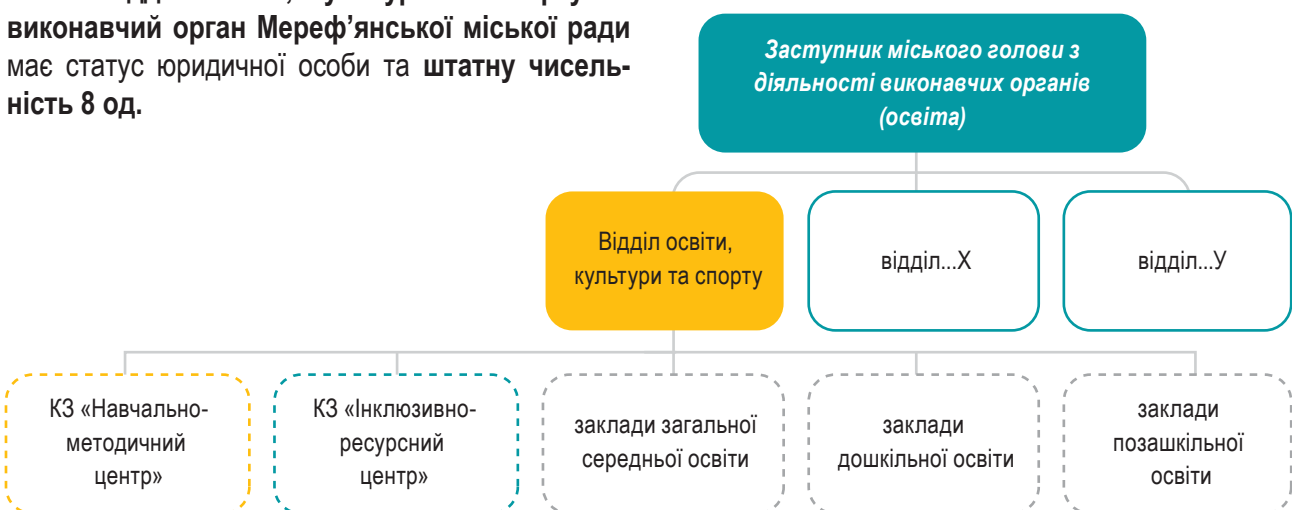 виконавчий орган Мереф’янської міської ради
має статус юридичної особи та штатну чисель-
ність 8 од.
Заступник міського голови з
діяльності виконавчих органів
(освіта)
Відділ освіти,
культури та спорту
відділ...Х
відділ...У
КЗ «Навчально-
методичний
центр»
КЗ «Інклюзивно-
ресурсний
центр»
заклади загальної
середньої освіти
заклади
дошкільної освіти
заклади
позашкільної
освіти